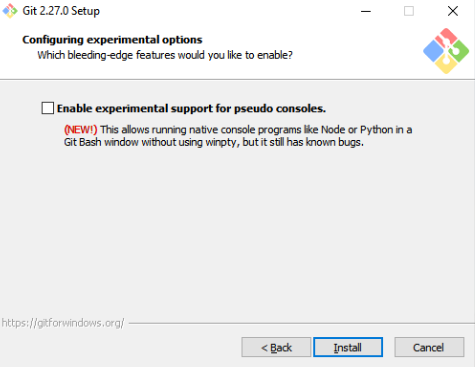 Git 2.27.0 Setup
Configuring experimental options
Which bleeding-edge features would you like to enable?
Enable experimental support for pseudo consoles.
(NEW!) This allows running native console programs like Node or Python in a
Git Bash window without using winpty, but it still has known bugs.
https://gitforwindows.org/
< Back
Install
Cancel